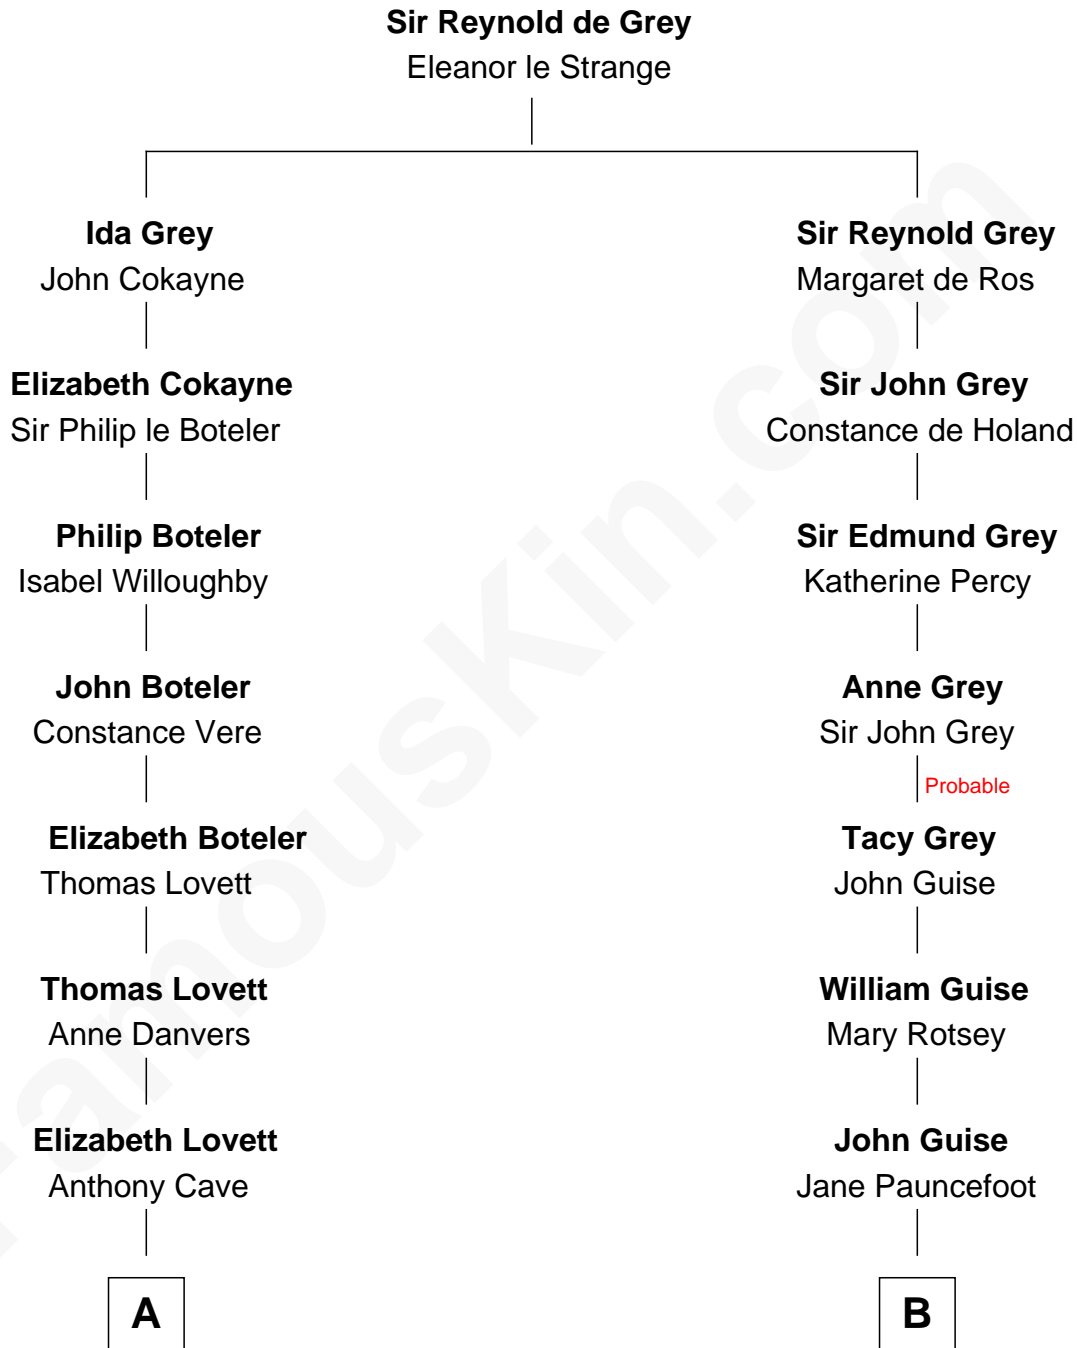 Sir Reynold de Grey
Eleanor le Strange
Ida Grey
John Cokayne
Sir Reynold Grey
Margaret de Ros
Elizabeth Cokayne
Sir Philip le Boteler
Sir John Grey
Constance de Holand
Philip Boteler
Isabel Willoughby
Sir Edmund Grey
Katherine Percy
John Boteler
Constance Vere
Anne Grey
Sir John Grey
Probable
Elizabeth Boteler
Thomas Lovett
Tacy Grey
John Guise
Thomas Lovett
Anne Danvers
William Guise
Mary Rotsey
Elizabeth Lovett
Anthony Cave
John Guise
Jane Pauncefoot
A
B
FamousKin.com